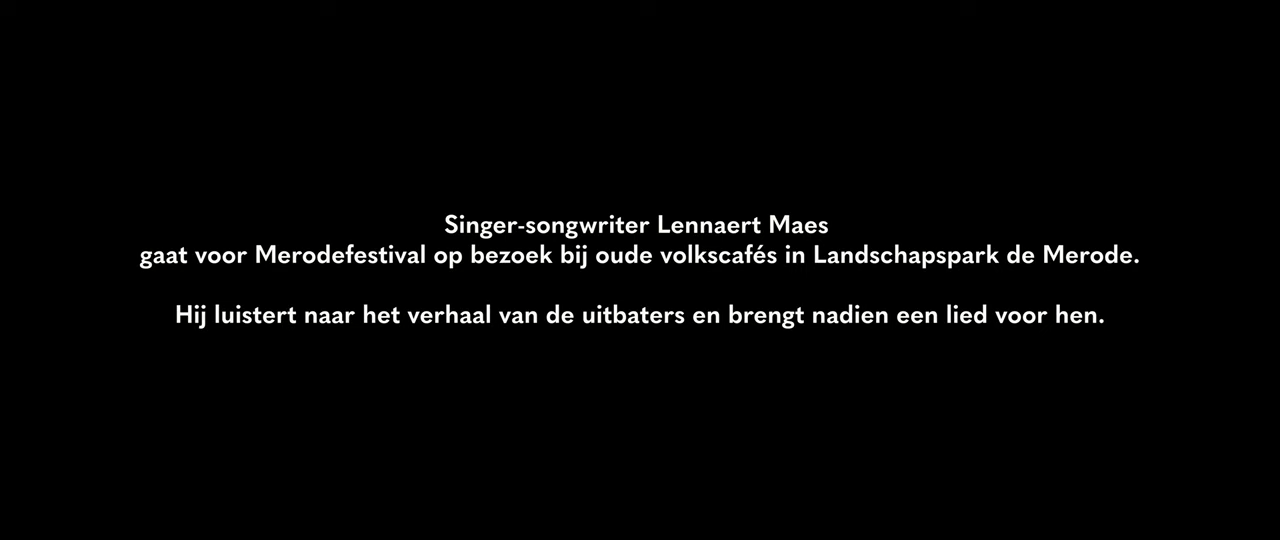 Singer-songwriter Lennaert Maes
gaat voor Merodefestival op bezoek bij oude volkscafés in Landschapspark de Merode.
Hij luistert naar het verhaal van de uitbaters en brengt nadien een lied voor hen.